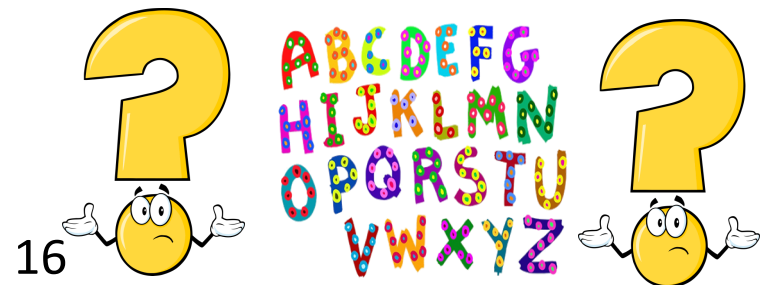 ABCDEFG
HIJKLMN
OPQRSTU
VWXYZ
16